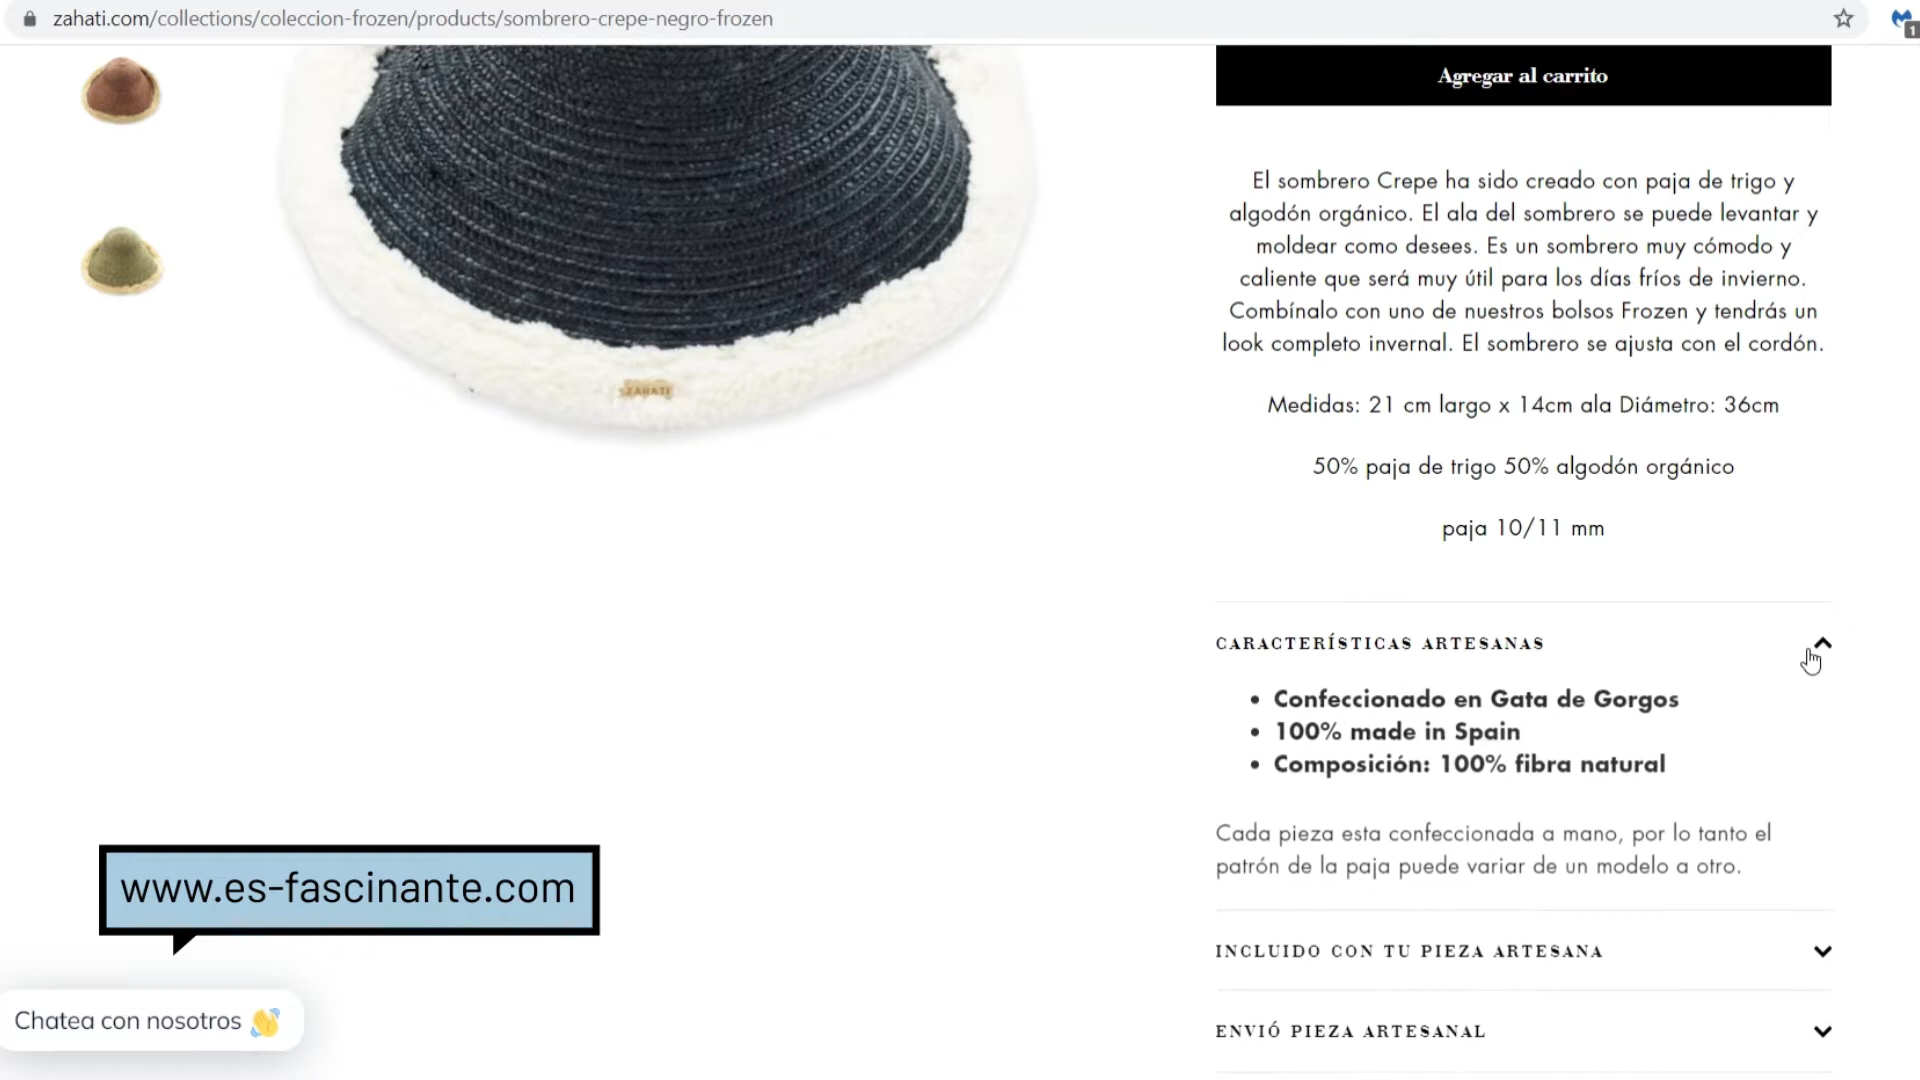 zahati.com/collections/coleccion-frozen/products/sombrero-crepe-negro-frozen
1
Agregar al carrito
El sombrero Crepe ha sido creado con paja de trigo y
algodón orgánico. El ala del sombrero se puede levantar y
moldear como desees. Es un sombrero muy cómodo y
caliente que será muy útil para los días fríos de invierno.
Combínalo con uno de nuestros bolsos Frozen y tendrás un
look completo invernal. El sombrero se ajusta con el cordón.
Medidas: 21 cm largo x 14cm ala Diámetro: 36cm
50% paja de trigo 50% algodón orgánico
paja 10/11 mm
ZAHATI
CARACTERÍSTICAS ARTESANAS
• Confeccionado en Gata de Gorgos
• 100% made in Spain
• Composición: 100% fibra natural
Cada pieza esta confeccionada a mano, por lo tanto el
patrón de la paja puede variar de un modelo a otro.
INCLUIDO CON TU PIEZA ARTESANA
ENVIÓ PIEZA ARTESANAL
www.es-fascinante.com
Chatea con nosotros 👋